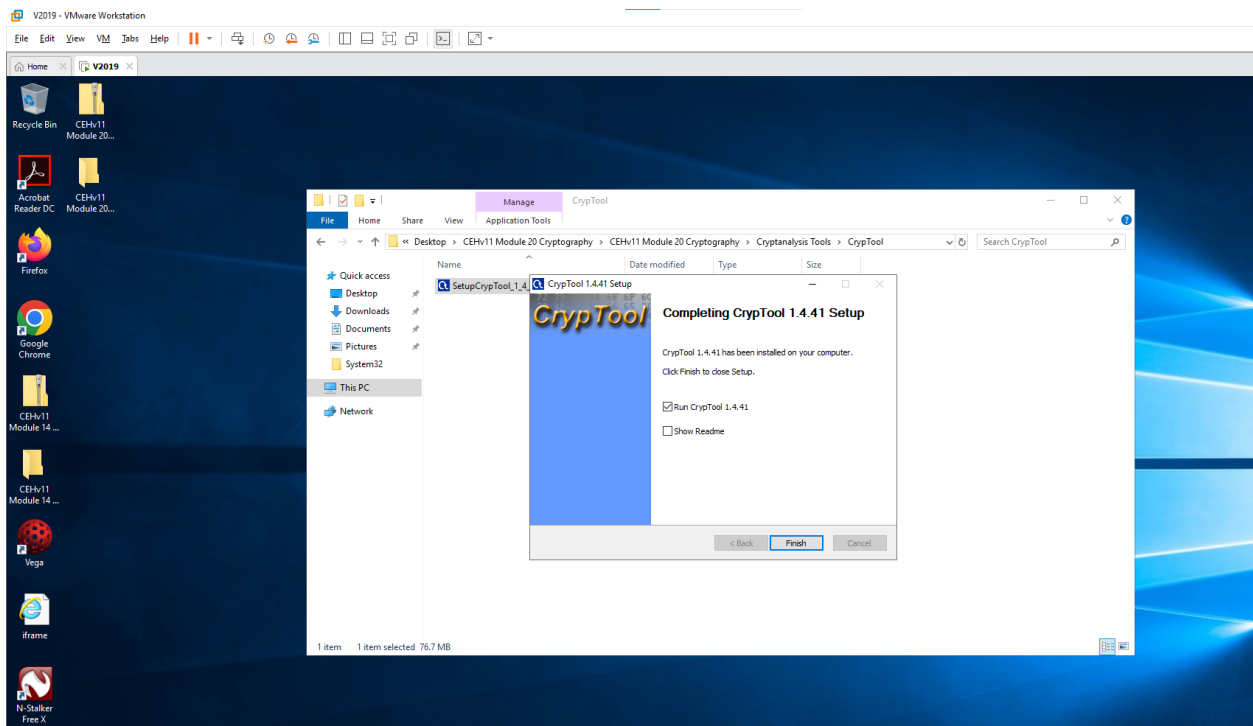 V2019 - VMware Workstation
File Edit View VM Tabs Help
Home V2019
Recycle Bin
CEHv11
Module 20...
Acrobat
Reader DC
CEHv11
Module 20...
Firefox
Google
Chrome
CEHv11
Module 14 ...
CEHv11
Module 14 ...
Vega
iframe
N-Stalker
Free X
Manage CrypTool
File Home Share View Application Tools
« Desktop › CEHv11 Module 20 Cryptography › CEHv11 Module 20 Cryptography › Cryptanalysis Tools › CrypTool
Search CrypTool
Quick access
Desktop
Downloads
Documents
Pictures
System32
This PC
Network
Name Date modified Type Size
SetupCrypTool_1_4_
CrypTool 1.4.41 Setup
CrypTool
Completing CrypTool 1.4.41 Setup
CrypTool 1.4.41 has been installed on your computer.
Click Finish to close Setup.
Run CrypTool 1.4.41
Show Readme
< Back Finish Cancel
1 item 1 item selected 76.7 MB